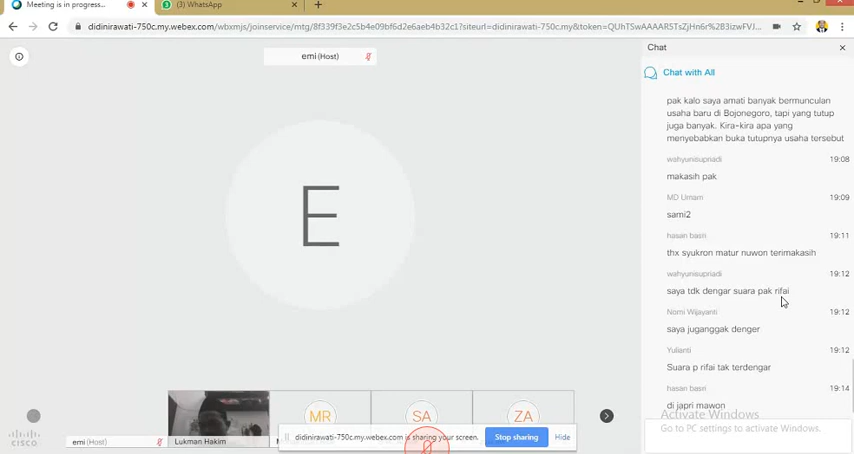 Meeting is in progress...
(3) WhatsApp
didinirawati-750c.my.webex.com/wbxmjs/joinservice/mtg/8f339f3e2c5b4e09bf6d2e6aeb4b32c1?siteurl=didinirawati-750c.my&token=QUhTSwAAAARSTsZjHn6r%2B3izwFVJ...
emi (Host)
Chat
Chat with All
pak kalo saya amati banyak bermunculan
usaha baru di Bojonegoro, tapi yang tutup
juga banyak. Kira-kira apa yang
menyebabkan buka tutupnya usaha tersebut
wahyunisupriadi 19:08
makasih pak
MD Umam 19:09
sami2
hasan basri 19:11
thx syukron matur nuwon terimakasih
wahyunisupriadi 19:12
saya tdk dengar suara pak rifai
Nomi Wijayanti 19:12
saya juganggak denger
Yulianti 19:12
Suara p rifai tak terdengar
hasan basri 19:14
di japri mawon
Activate Windows
Go to PC settings to activate Windows.
E
MR
SA
ZA
emi (Host)
Lukman Hakim
didinirawati-750c.my.webex.com is sharing your screen.
Stop sharing
Hide
CISCO